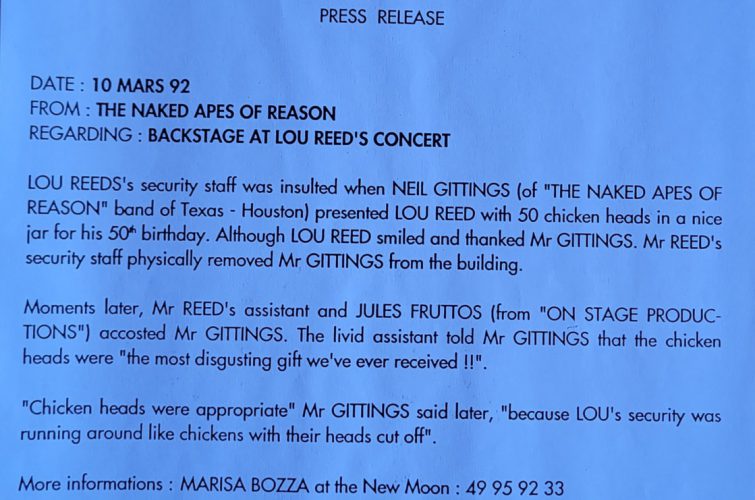 PRESS RELEASE
DATE : 10 MARS 92
FROM : THE NAKED APES OF REASON
REGARDING : BACKSTAGE AT LOU REED'S CONCERT
LOU REEDS's security staff was insulted when NEIL GITTINGS (of "THE NAKED APES OF
REASON" band of Texas - Houston) presented LOU REED with 50 chicken heads in a nice
jar for his 50th birthday. Although LOU REED smiled and thanked Mr GITTINGS. Mr REED's
security staff physically removed Mr GITTINGS from the building.
Moments later, Mr REED's assistant and JULES FRUTTOS (from "ON STAGE PRODUC-
TIONS") accosted Mr GITTINGS. The livid assistant told Mr GITTINGS that the chicken
heads were "the most disgusting gift we've ever received !!".
"Chicken heads were appropriate" Mr GITTINGS said later, "because LOU's security was
running around like chickens with their heads cut off".
More informations : MARISA BOZZA at the New Moon : 49 95 92 33